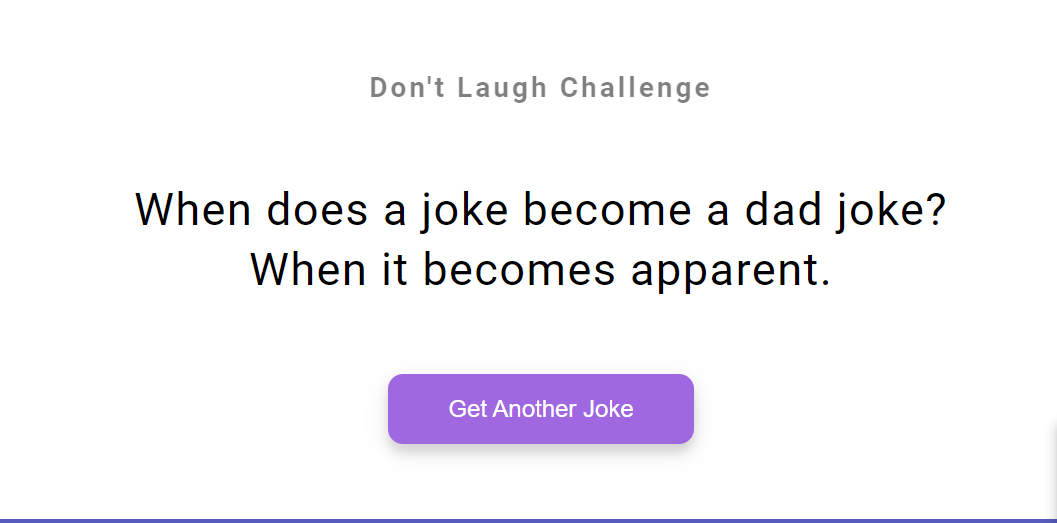 Don't Laugh Challenge
When does a joke become a dad joke?
When it becomes apparent.
Get Another Joke